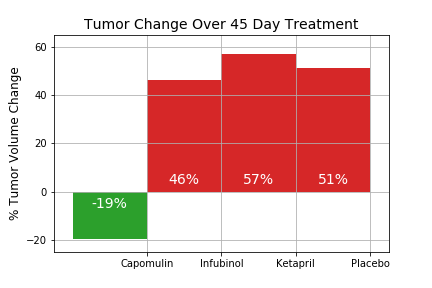 Tumor Change Over 45 Day Treatment
% Tumor Volume Change
60
40
20
0
−20
-19%
46%
57%
51%
Capomulin
Infubinol
Ketapril
Placebo